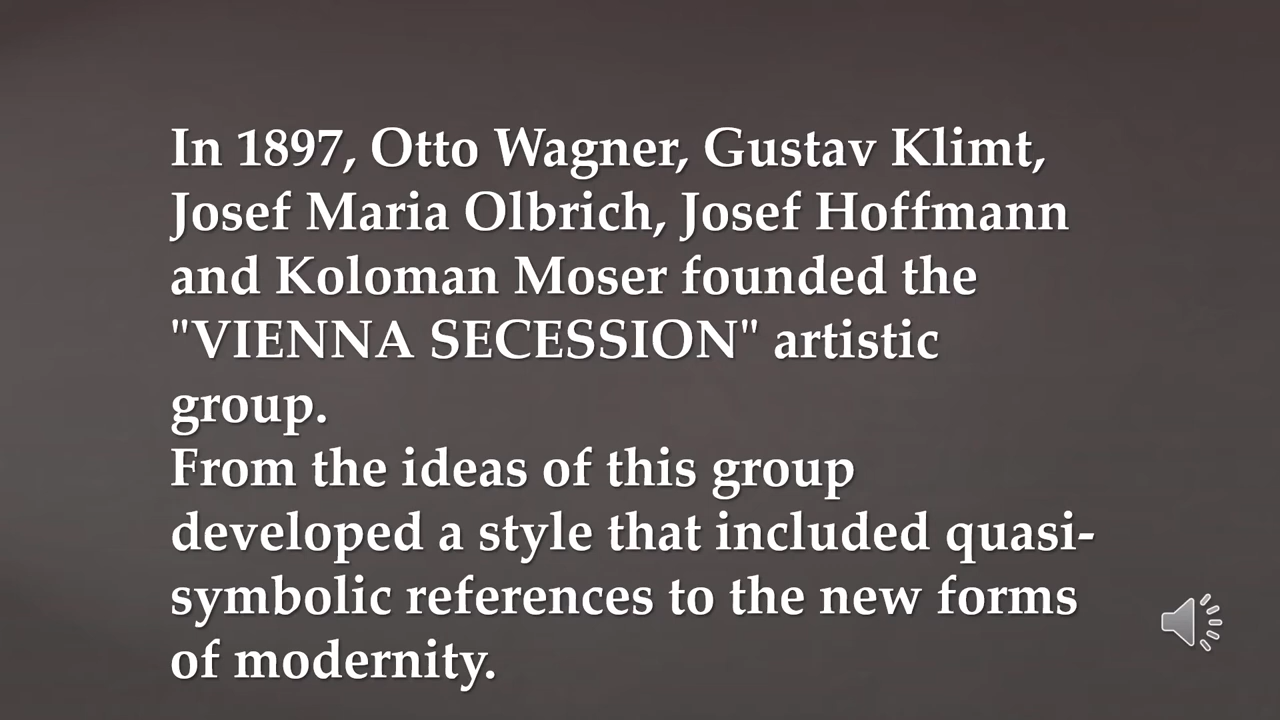 In 1897, Otto Wagner, Gustav Klimt,
Josef Maria Olbrich, Josef Hoffmann
and Koloman Moser founded the
"VIENNA SECESSION" artistic
group.
From the ideas of this group
developed a style that included quasi-
symbolic references to the new forms
of modernity.